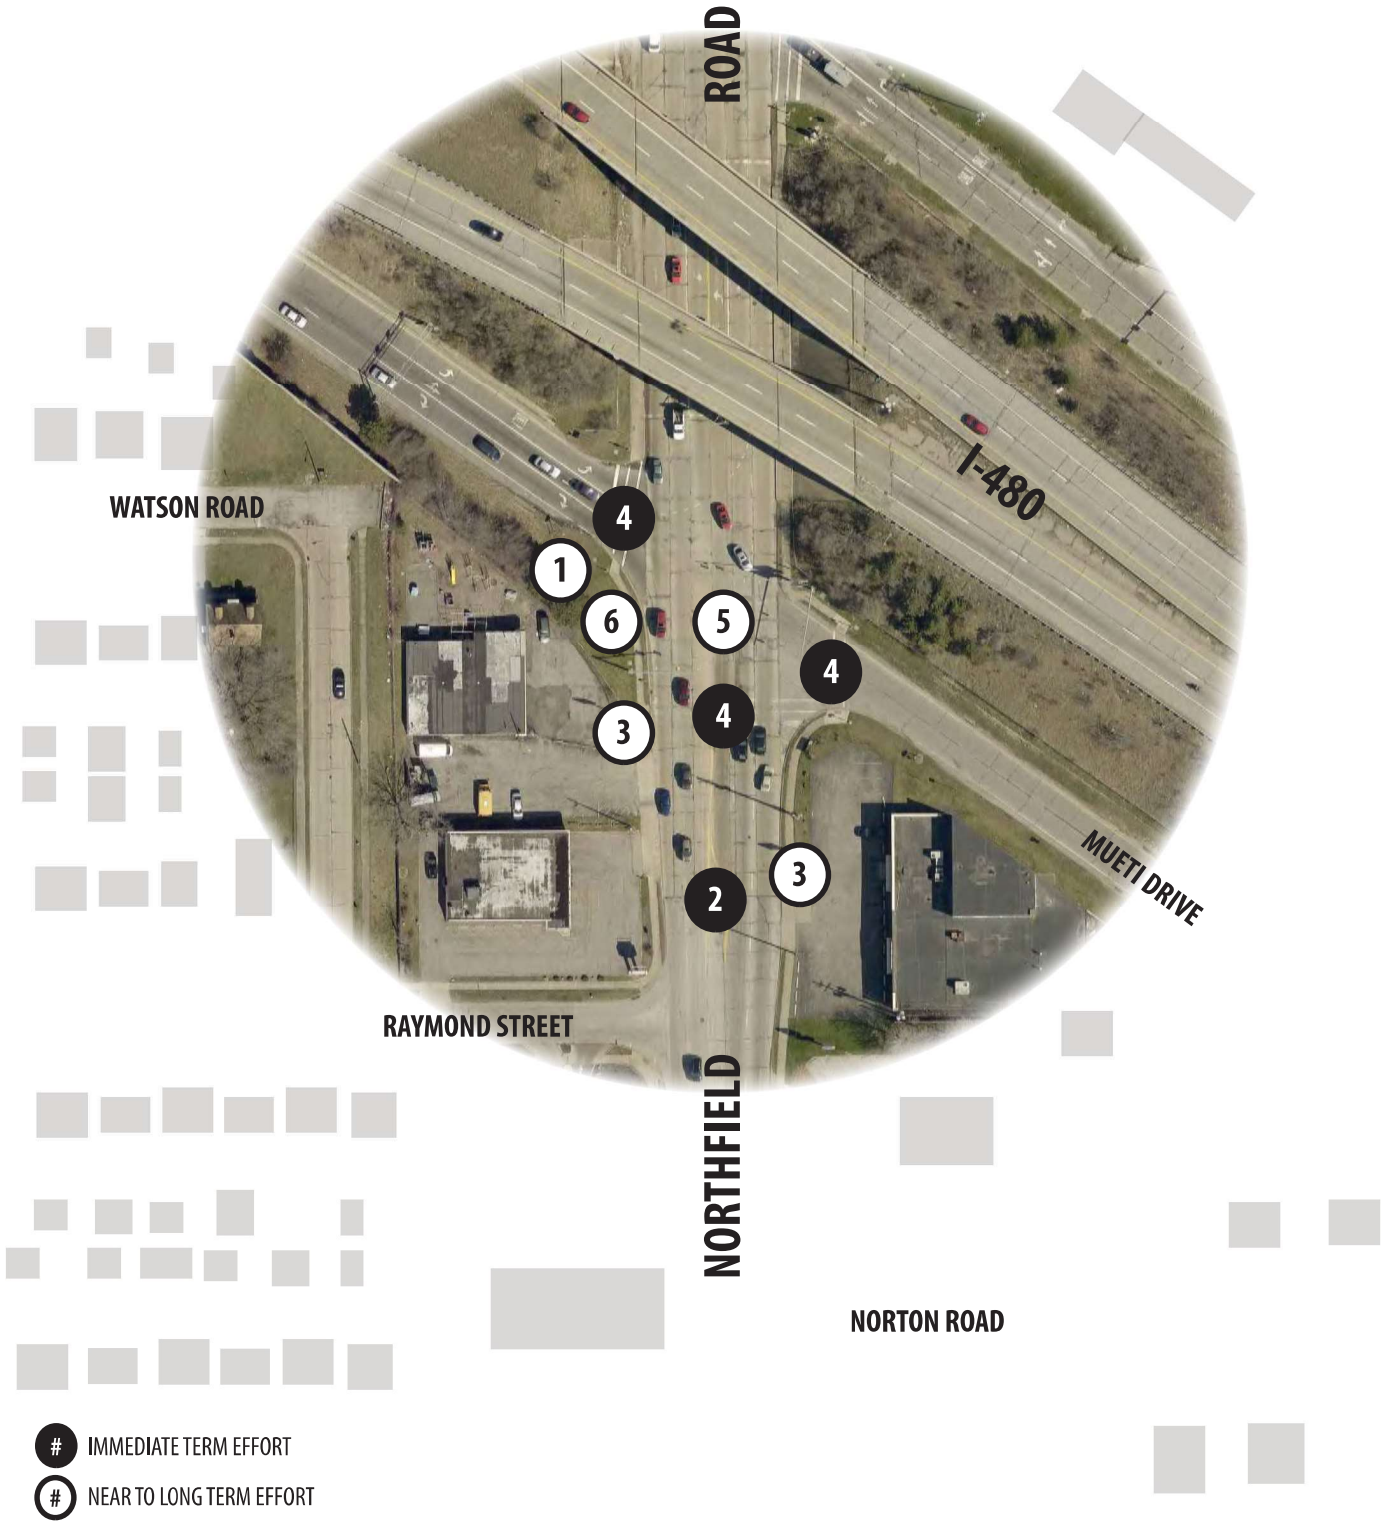 ROAD
I-480
WATSON ROAD
4
1
6
5
4
4
3
MUETI DRIVE
3
2
RAYMOND STREET
NORTHFIELD
NORTON ROAD
# IMMEDIATE TERM EFFORT
# NEAR TO LONG TERM EFFORT